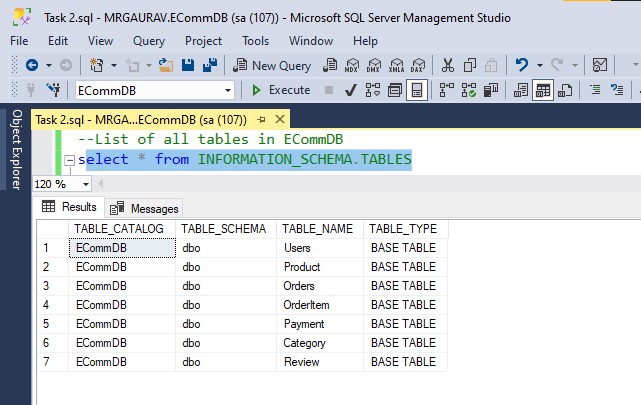 Task 2.sql - MRGAURAV.ECommDB (sa (107)) - Microsoft SQL Server Management Studio
File Edit View Query Project Tools Window Help
New Query MDX DMX XMLA DAX
ECommDB Execute
Object Explorer
Task 2.sql - MRGA...ECommDB (sa (107))
--List of all tables in ECommDB
select * from INFORMATION_SCHEMA.TABLES
120 %
Results Messages
TABLE_CATALOG TABLE_SCHEMA TABLE_NAME TABLE_TYPE
1 ECommDB dbo Users BASE TABLE
2 ECommDB dbo Product BASE TABLE
3 ECommDB dbo Orders BASE TABLE
4 ECommDB dbo OrderItem BASE TABLE
5 ECommDB dbo Payment BASE TABLE
6 ECommDB dbo Category BASE TABLE
7 ECommDB dbo Review BASE TABLE